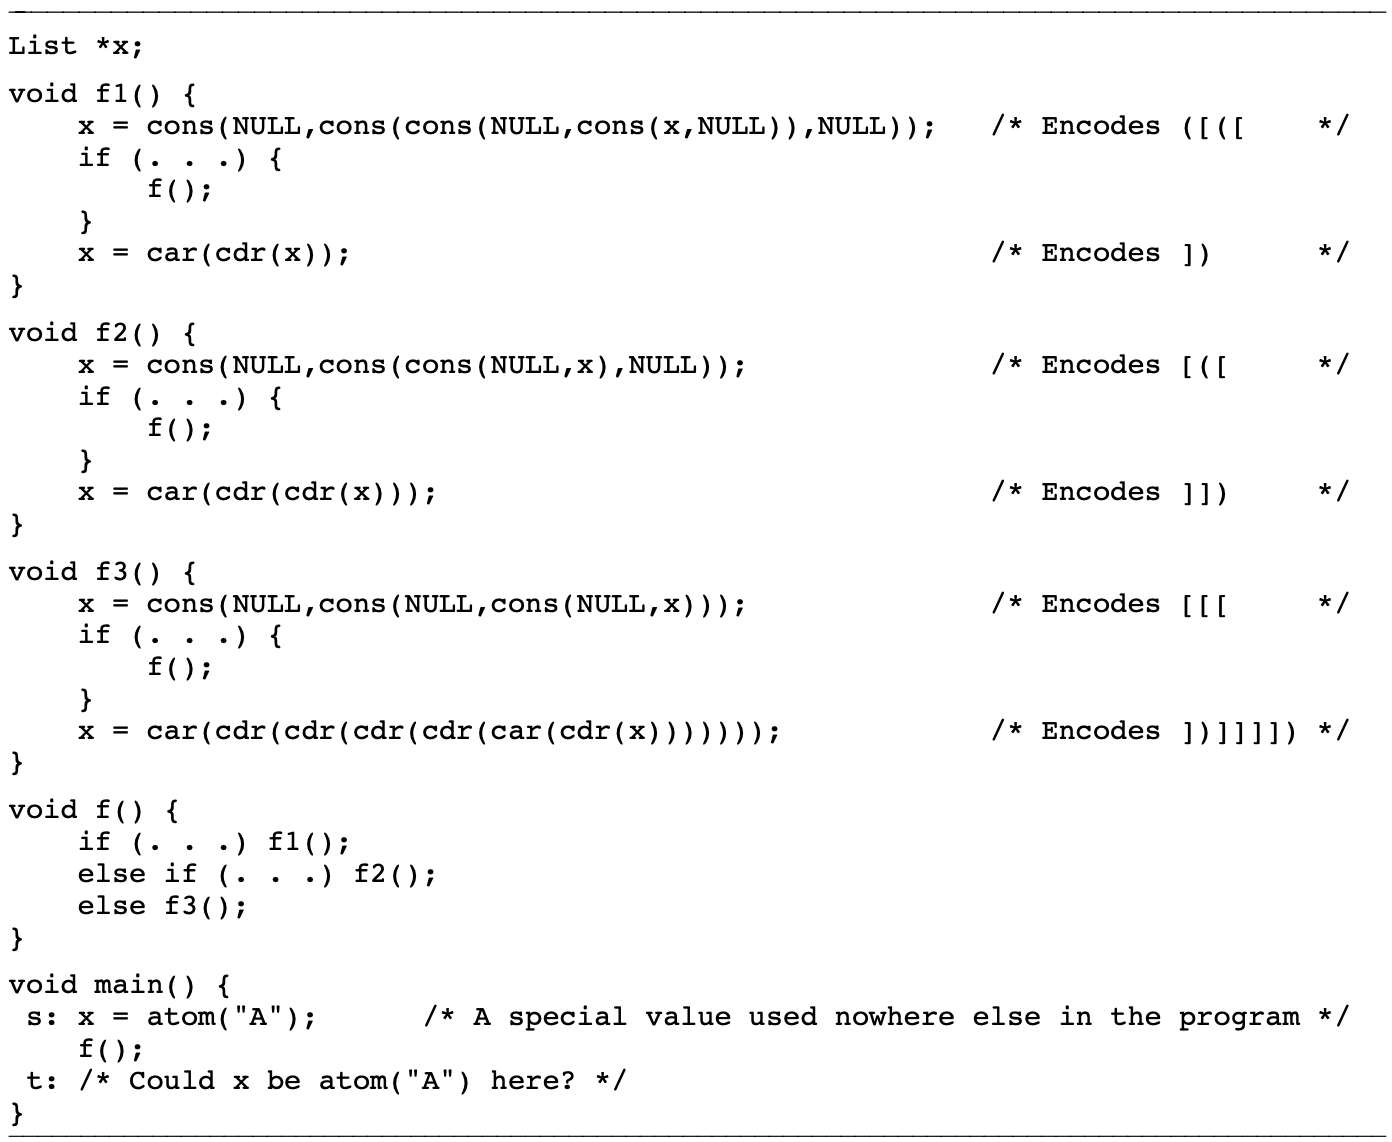 List *x;
void f1() {
    x = cons(NULL,cons(cons(NULL,cons(x,NULL)),NULL));   /* Encodes ([([    */
    if (. . .) {
        f();
    }
    x = car(cdr(x));                                     /* Encodes ])      */
}
void f2() {
    x = cons(NULL,cons(cons(NULL,x),NULL));              /* Encodes [([     */
    if (. . .) {
        f();
    }
    x = car(cdr(cdr(x)));                                /* Encodes ]])     */
}
void f3() {
    x = cons(NULL,cons(NULL,cons(NULL,x)));              /* Encodes [[[     */
    if (. . .) {
        f();
    }
    x = car(cdr(cdr(cdr(cdr(car(cdr(x)))))));            /* Encodes ])]]]]) */
}
void f() {
    if (. . .) f1();
    else if (. . .) f2();
    else f3();
}
void main() {
 s: x = atom("A");      /* A special value used nowhere else in the program */
    f();
 t: /* Could x be atom("A") here? */
}